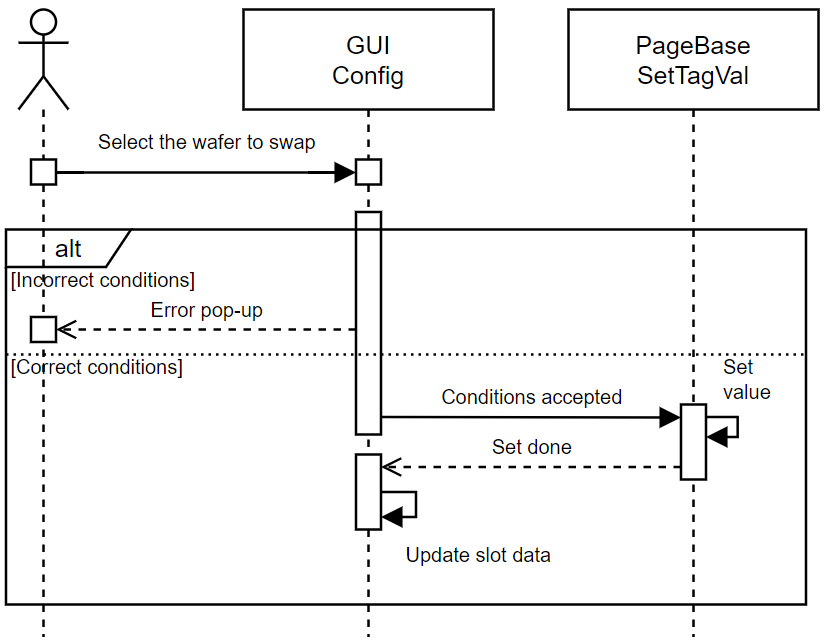 GUI
Config
PageBase
SetTagVal
Select the wafer to swap
alt
[Incorrect conditions]
Error pop-up
[Correct conditions]
Set
value
Conditions accepted
Set done
Update slot data